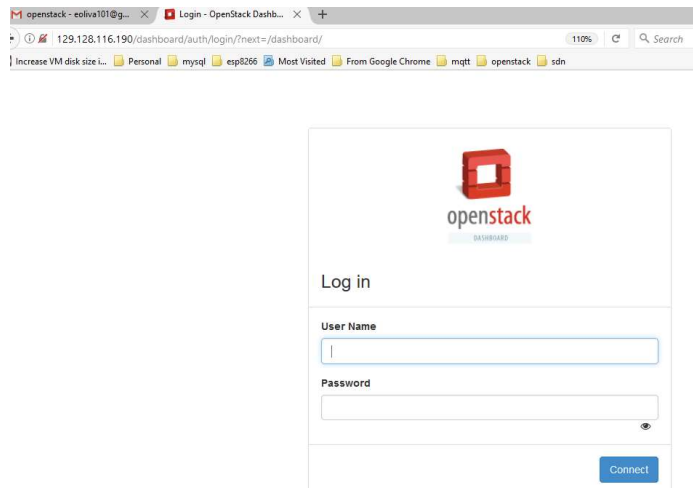 openstack - eoliva101@g... Login - OpenStack Dashb...
129.128.116.190/dashboard/auth/login/?next=/dashboard/ 110% Search
Increase VM disk size i... Personal mysql esp8266 Most Visited From Google Chrome mqtt openstack sdn
openstack
DASHBOARD
Log in
User Name
Password
Connect